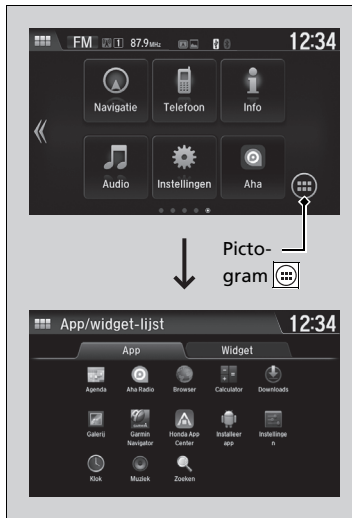 FM 1 87.9MHz 0 12:34
Navigatie Telefoon Info
Audio Instellingen Aha
Picto-
gram
App/widget-lijst 12:34
App Widget
Agenda Aha Radio Browser Calculator Downloads
Galerij Garmin Navigator Honda App Center Installeer app Instellinge n
Klok Muziek Zoeken